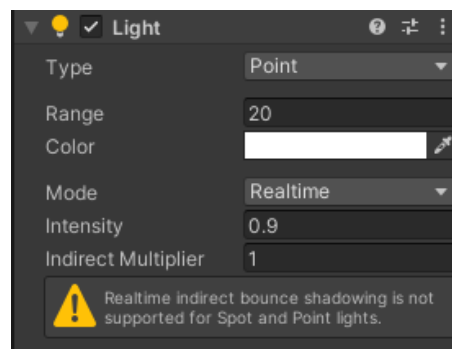 Light
Type Point
Range 20
Color
Mode Realtime
Intensity 0.9
Indirect Multiplier 1
Realtime indirect bounce shadowing is not
supported for Spot and Point lights.